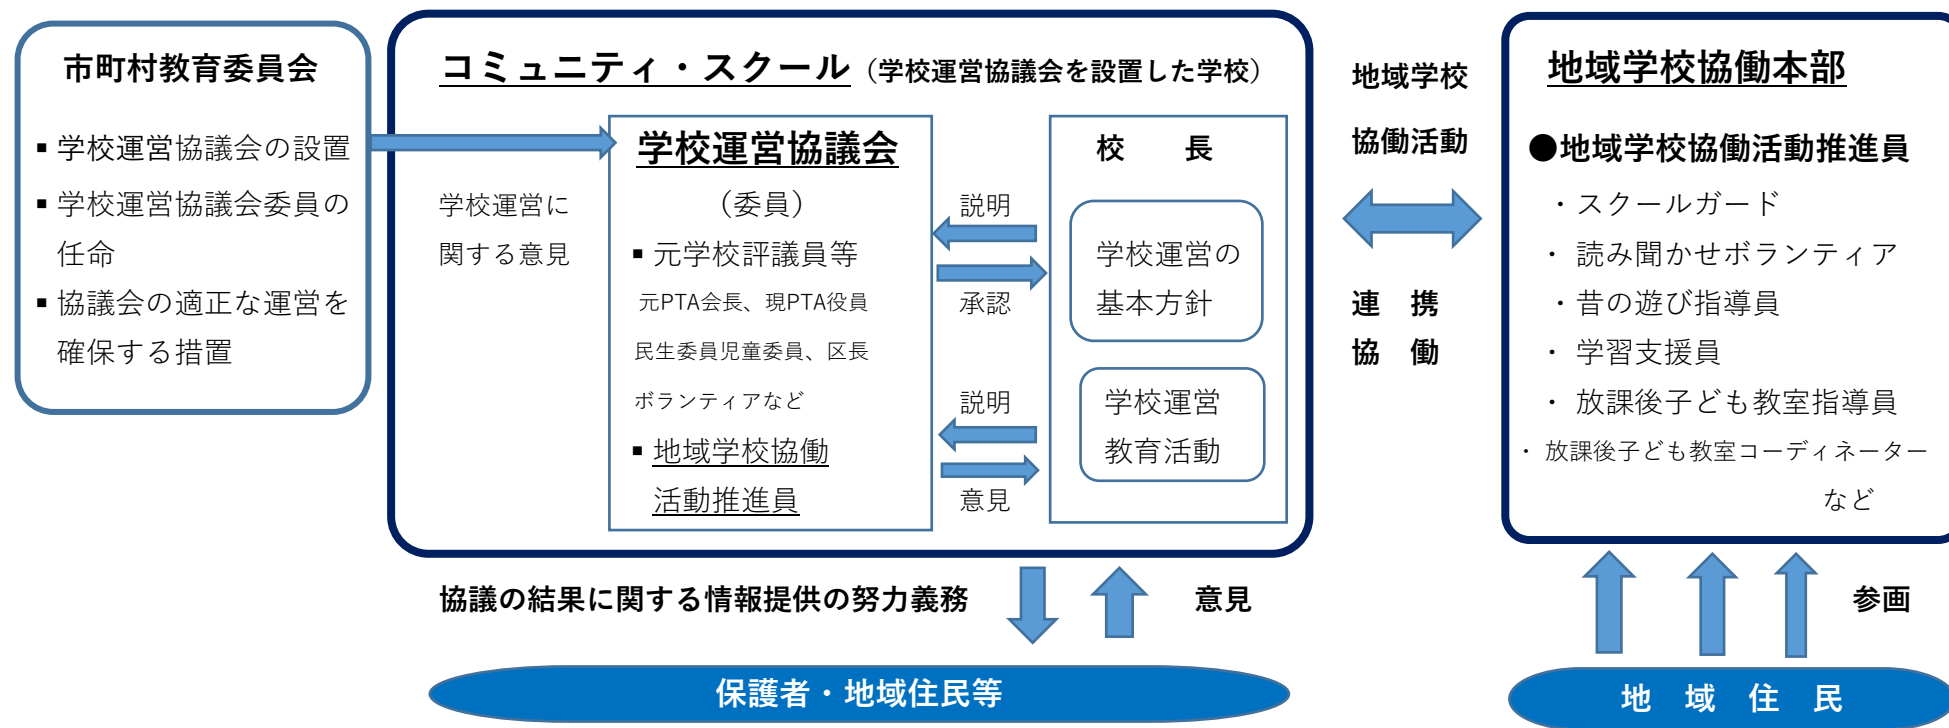 市町村教育委員会
▪ 学校運営協議会の設置
▪ 学校運営協議会委員の
任命
▪ 協議会の適正な運営を
確保する措置
コミュニティ・スクール（学校運営協議会を設置した学校）
学校運営に
関する意見
学校運営協議会
（委員）
▪ 元学校評議員等
元PTA会長、現PTA役員
民生委員児童委員、区長
ボランティアなど
▪ 地域学校協働
活動推進員
説明
承認
説明
意見
校　長
学校運営の
基本方針
学校運営
教育活動
地域学校
協働活動
連　携
協　働
地域学校協働本部
●地域学校協働活動推進員
・スクールガード
・ 読み聞かせボランティア
・昔の遊び指導員
・ 学習支援員
・ 放課後子ども教室指導員
・ 放課後子ども教室コーディネーター
など
協議の結果に関する情報提供の努力義務
意見
参画
保護者・地域住民等
地　域　住　民